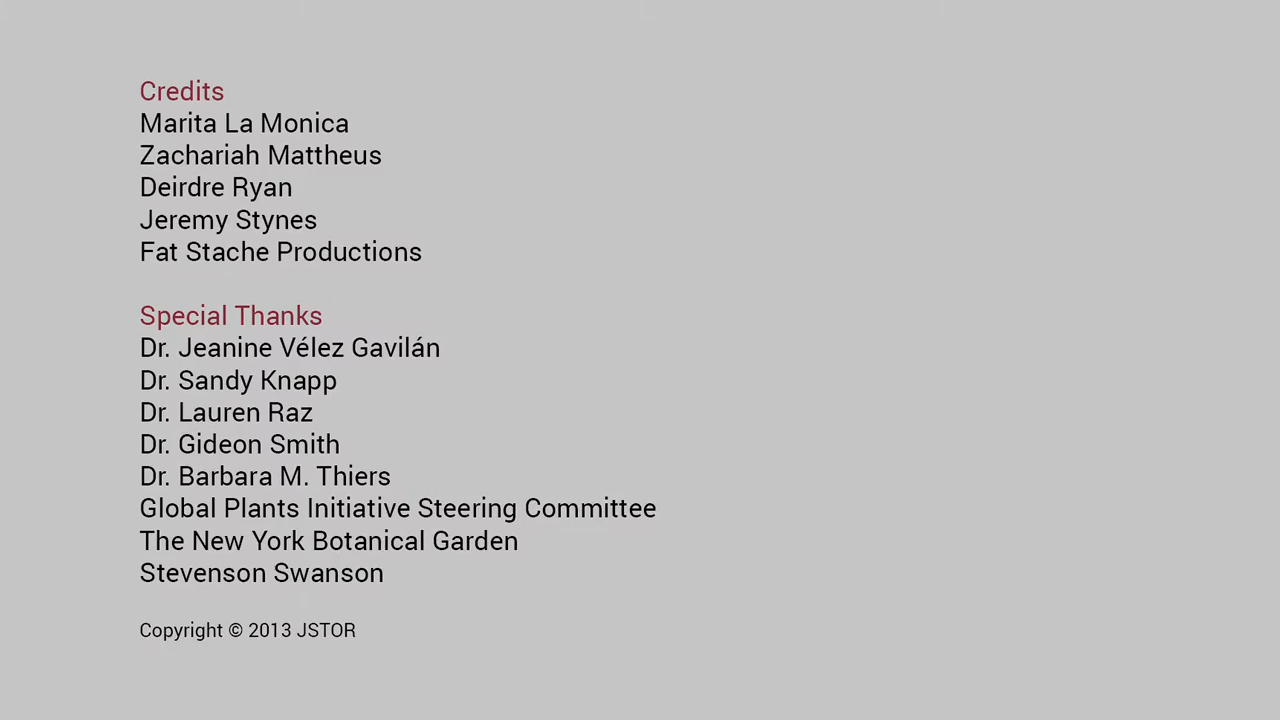 Credits
Marita La Monica
Zachariah Mattheus
Deirdre Ryan
Jeremy Stynes
Fat Stache Productions
Special Thanks
Dr. Jeanine Vélez Gavilán
Dr. Sandy Knapp
Dr. Lauren Raz
Dr. Gideon Smith
Dr. Barbara M. Thiers
Global Plants Initiative Steering Committee
The New York Botanical Garden
Stevenson Swanson
Copyright © 2013 JSTOR